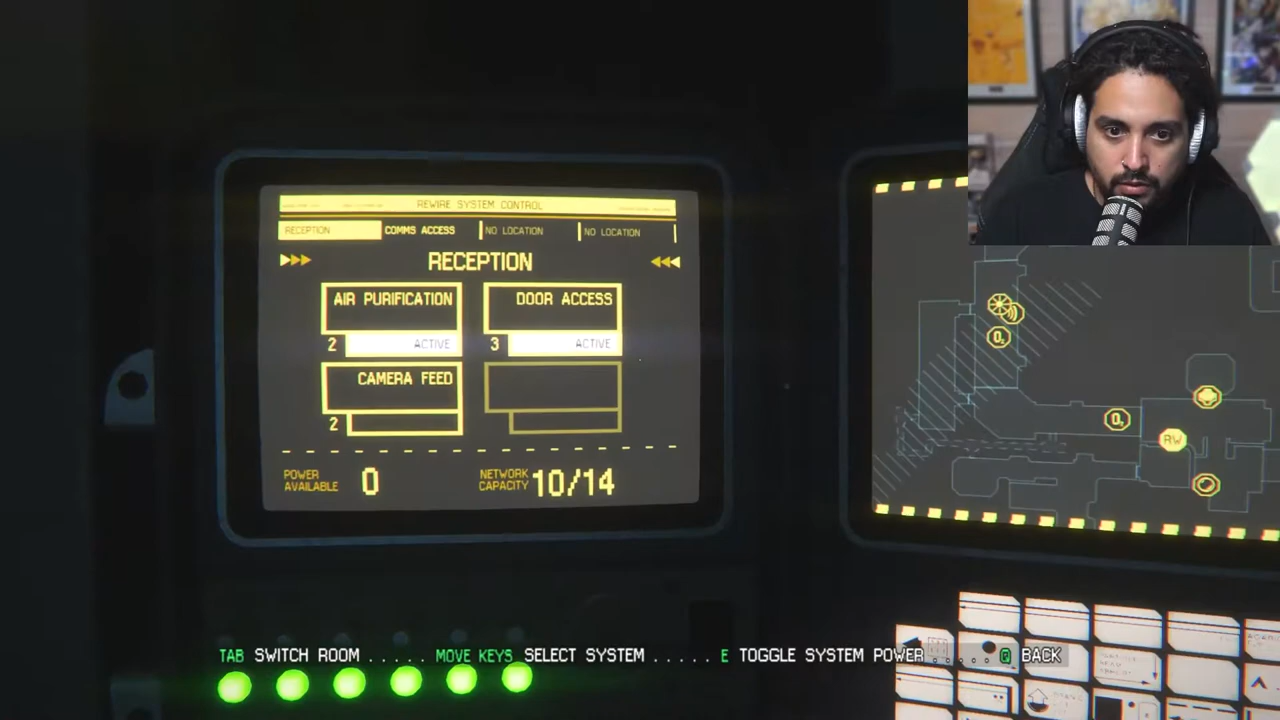 REWIRE SYSTEM CONTROL
RECEPTION COMMS ACCESS NO LOCATION NO LOCATION
RECEPTION
AIR PURIFICATION DOOR ACCESS
2 ACTIVE 3 ACTIVE
CAMERA FEED
2
POWER AVAILABLE 0 NETWORK CAPACITY 10/14
O2
O2
RW
TAB SWITCH ROOM ..... MOVE KEYS SELECT SYSTEM ..... E TOGGLE SYSTEM POWER ..... Q BACK